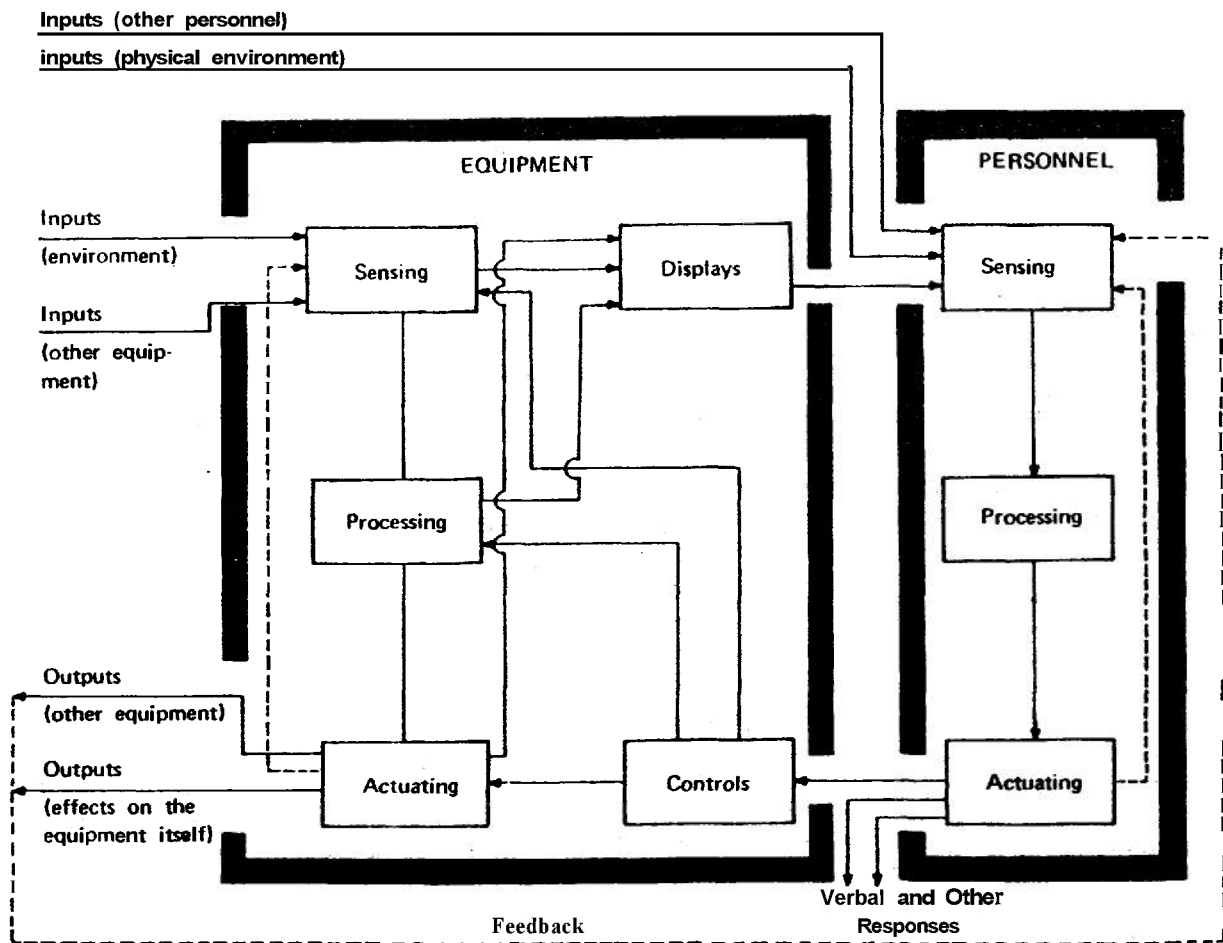 Inputs (other personnel)
inputs (physical environment)
EQUIPMENT
PERSONNEL
Inputs
(environment)
Sensing
Displays
Sensing
Inputs
(other equip-
ment)
Processing
Processing
Outputs
(other equipment)
Outputs
(effects on the
equipment itself)
Actuating
Controls
Actuating
Verbal and Other
Responses
Feedback